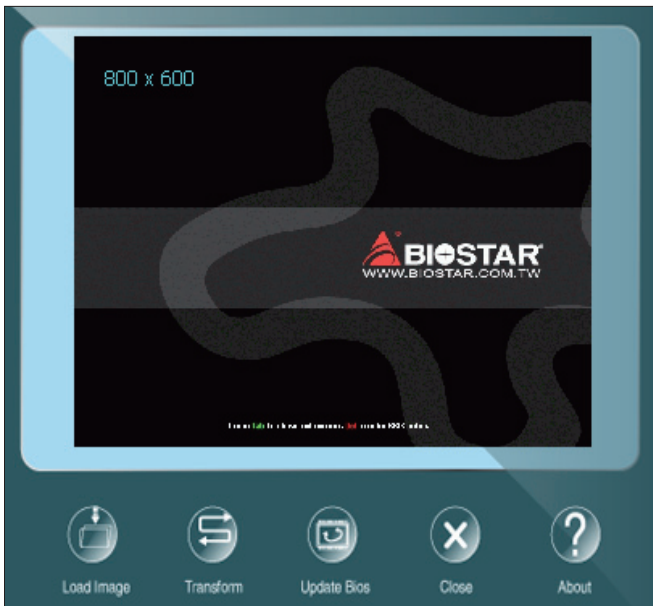 800 x 600
BIOSTAR
WWW.BIOSTAR.COM.TW
Load Image
Transform
Update Bios
Close
About